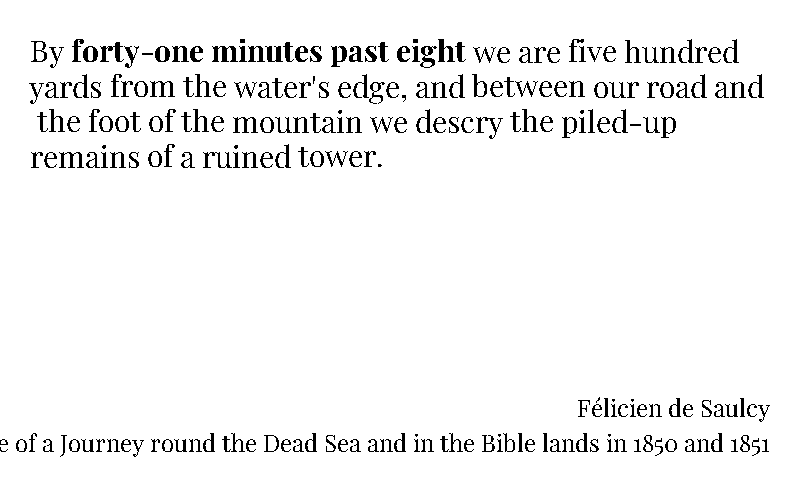 By forty-one minutes past eight we are five hundred
yards from the water's edge, and between our road and
the foot of the mountain we descry the piled-up
remains of a ruined tower.
Félicien de Saulcy
of a Journey round the Dead Sea and in the Bible lands in 1850 and 1851